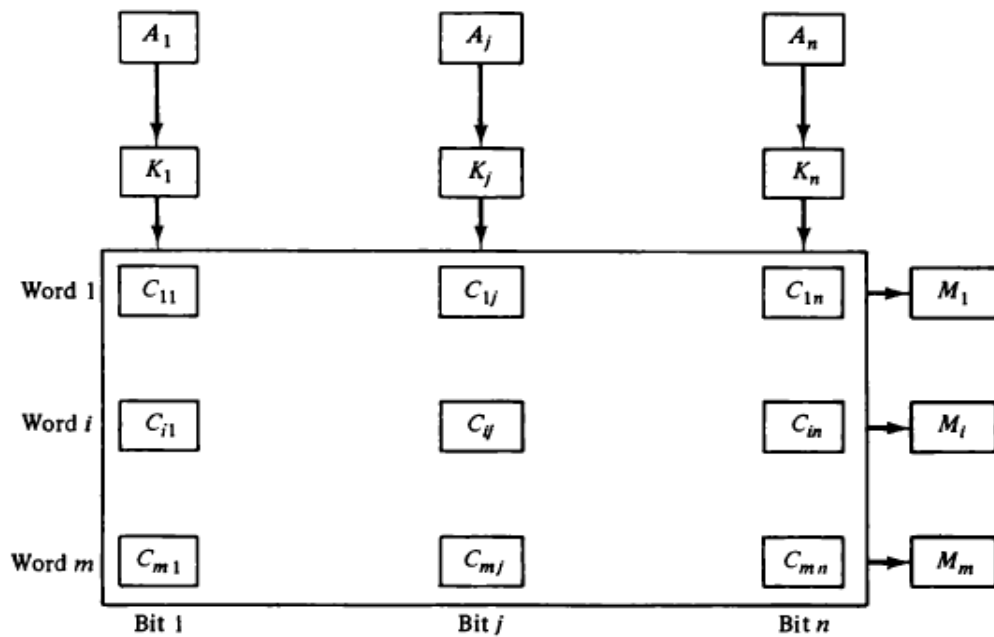 A₁ Aⱼ Aₙ
K₁ Kⱼ Kₙ
Word 1 C₁₁ C₁ⱼ C₁ₙ M₁
Word i Cᵢ₁ Cᵢⱼ Cᵢₙ Mᵢ
Word m Cₘ₁ Cₘⱼ Cₘₙ Mₘ
Bit 1 Bit j Bit n